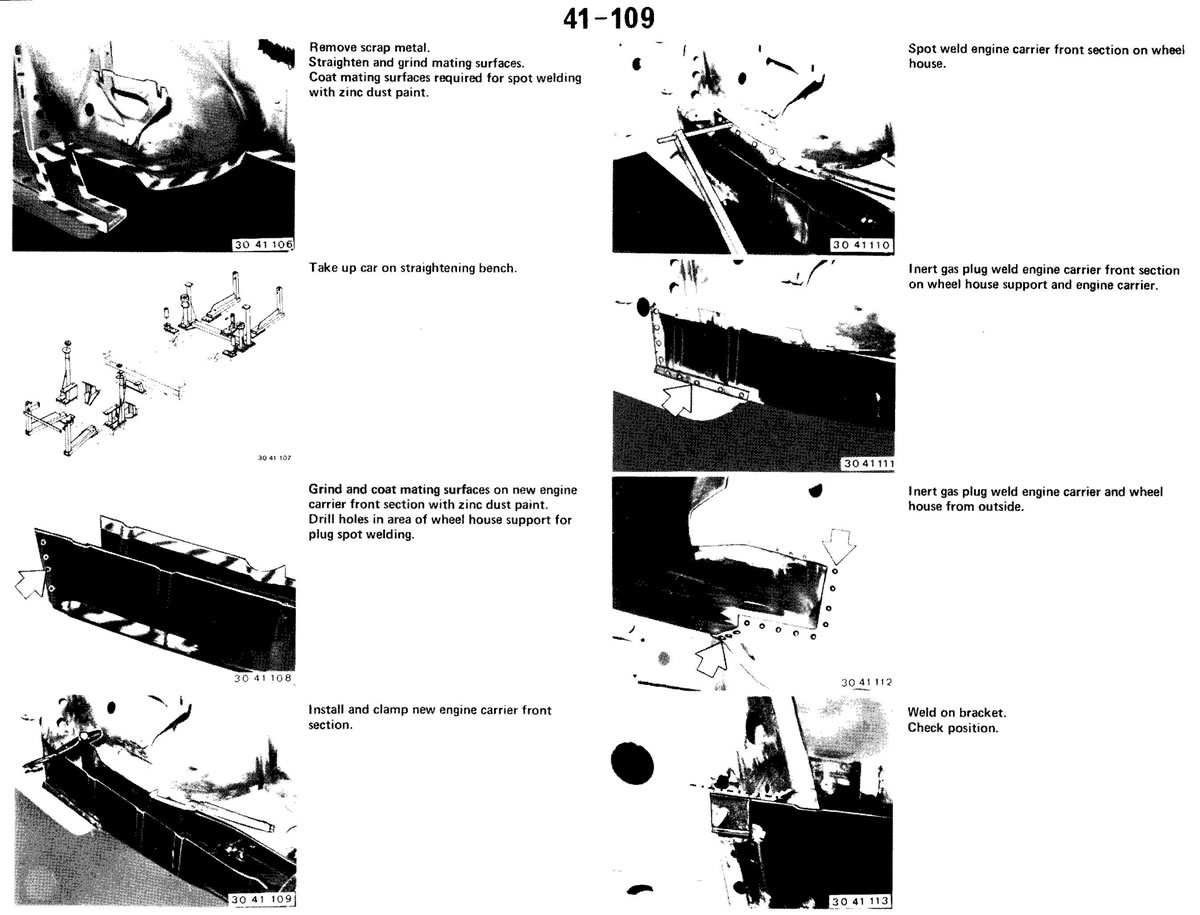 41-109
Remove scrap metal.
Straighten and grind mating surfaces.
Coat mating surfaces required for spot welding
with zinc dust paint.
30 41 106
Take up car on straightening bench.
30 41 107
Grind and coat mating surfaces on new engine
carrier front section with zinc dust paint.
Drill holes in area of wheel house support for
plug spot welding.
30 41 108
Install and clamp new engine carrier front
section.
30 41 109
Spot weld engine carrier front section on wheel
house.
30 41 110
Inert gas plug weld engine carrier front section
on wheel house support and engine carrier.
30 41 111
Inert gas plug weld engine carrier and wheel
house from outside.
30 41 112
Weld on bracket.
Check position.
30 41 113